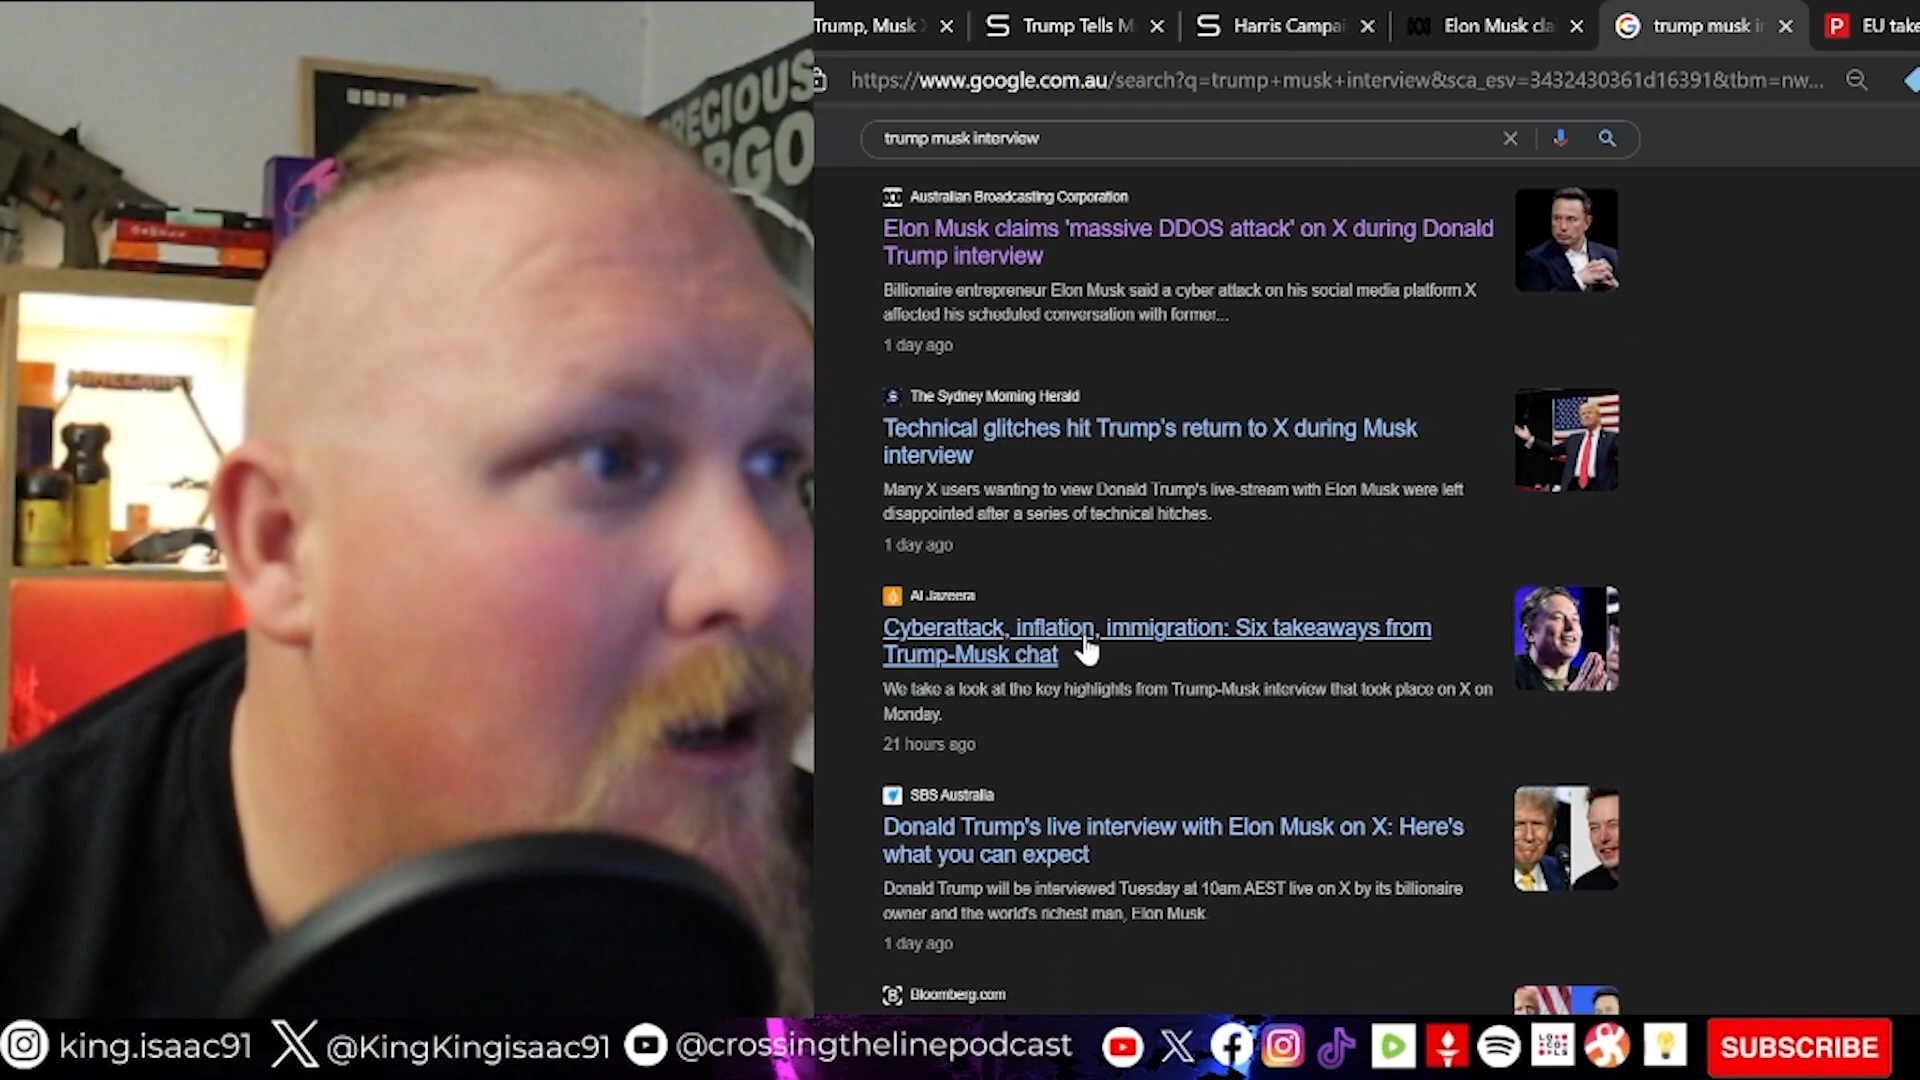 Trump, Musk
Trump Tells M
Harris Campai
Elon Musk cla
trump musk i
EU take
https://www.google.com.au/search?q=trump+musk+interview&sca_esv=3432430361d16391&tbm=nw...
trump musk interview
RECIOUS
RGO
MINECRAFT
Australian Broadcasting Corporation
Elon Musk claims 'massive DDOS attack' on X during Donald
Trump interview
Billionaire entrepreneur Elon Musk said a cyber attack on his social media platform X
affected his scheduled conversation with former...
1 day ago
The Sydney Morning Herald
Technical glitches hit Trump's return to X during Musk
interview
Many X users wanting to view Donald Trump's live-stream with Elon Musk were left
disappointed after a series of technical hitches.
1 day ago
Al Jazeera
Cyberattack, inflation, immigration: Six takeaways from
Trump-Musk chat
We take a look at the key highlights from Trump-Musk interview that took place on X on
Monday.
21 hours ago
SBS Australia
Donald Trump's live interview with Elon Musk on X: Here's
what you can expect
Donald Trump will be interviewed Tuesday at 10am AEST live on X by its billionaire
owner and the world's richest man, Elon Musk.
1 day ago
Bloomberg.com
king.isaac91
@KingKingisaac91
@crossingthelinepodcast
LOCALS
SUBSCRIBE